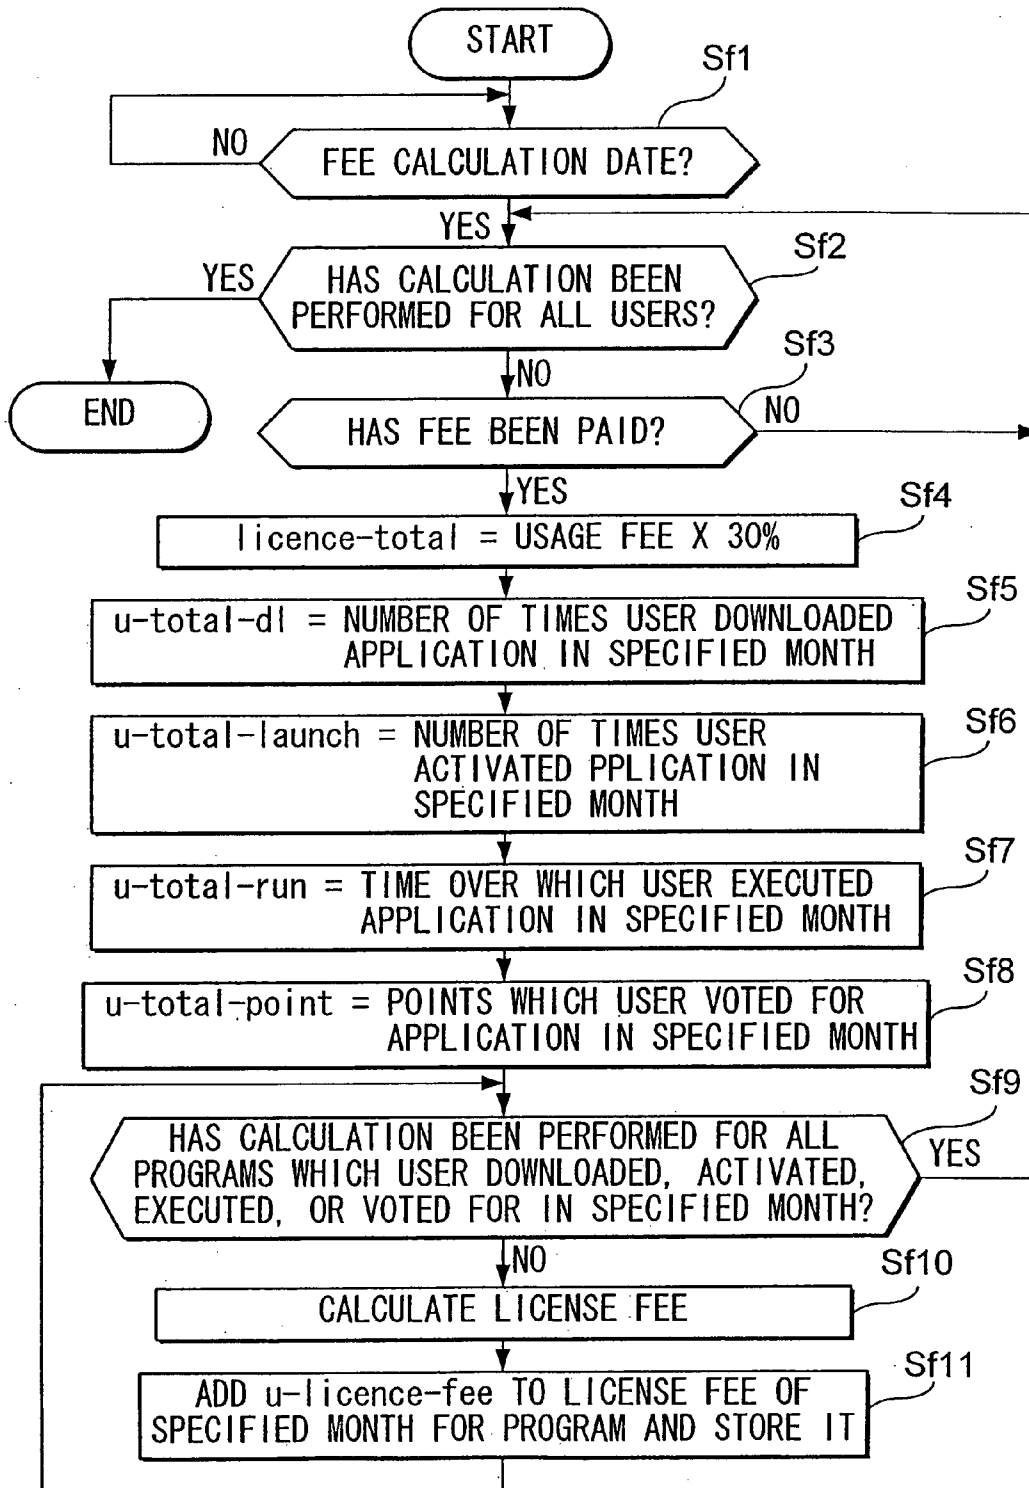 START
Sf1
NO
FEE CALCULATION DATE?
YES
Sf2
YES
HAS CALCULATION BEEN
PERFORMED FOR ALL USERS?
NO
Sf3
END
HAS FEE BEEN PAID?
NO
YES
Sf4
licence-total = USAGE FEE X 30%
Sf5
u-total-dl = NUMBER OF TIMES USER DOWNLOADED
APPLICATION IN SPECIFIED MONTH
Sf6
u-total-launch = NUMBER OF TIMES USER
ACTIVATED PPLICATION IN
SPECIFIED MONTH
Sf7
u-total-run = TIME OVER WHICH USER EXECUTED
APPLICATION IN SPECIFIED MONTH
Sf8
u-total-point = POINTS WHICH USER VOTED FOR
APPLICATION IN SPECIFIED MONTH
Sf9
HAS CALCULATION BEEN PERFORMED FOR ALL
PROGRAMS WHICH USER DOWNLOADED, ACTIVATED,
EXECUTED, OR VOTED FOR IN SPECIFIED MONTH?
YES
NO
Sf10
CALCULATE LICENSE FEE
Sf11
ADD u-licence-fee TO LICENSE FEE OF
SPECIFIED MONTH FOR PROGRAM AND STORE IT